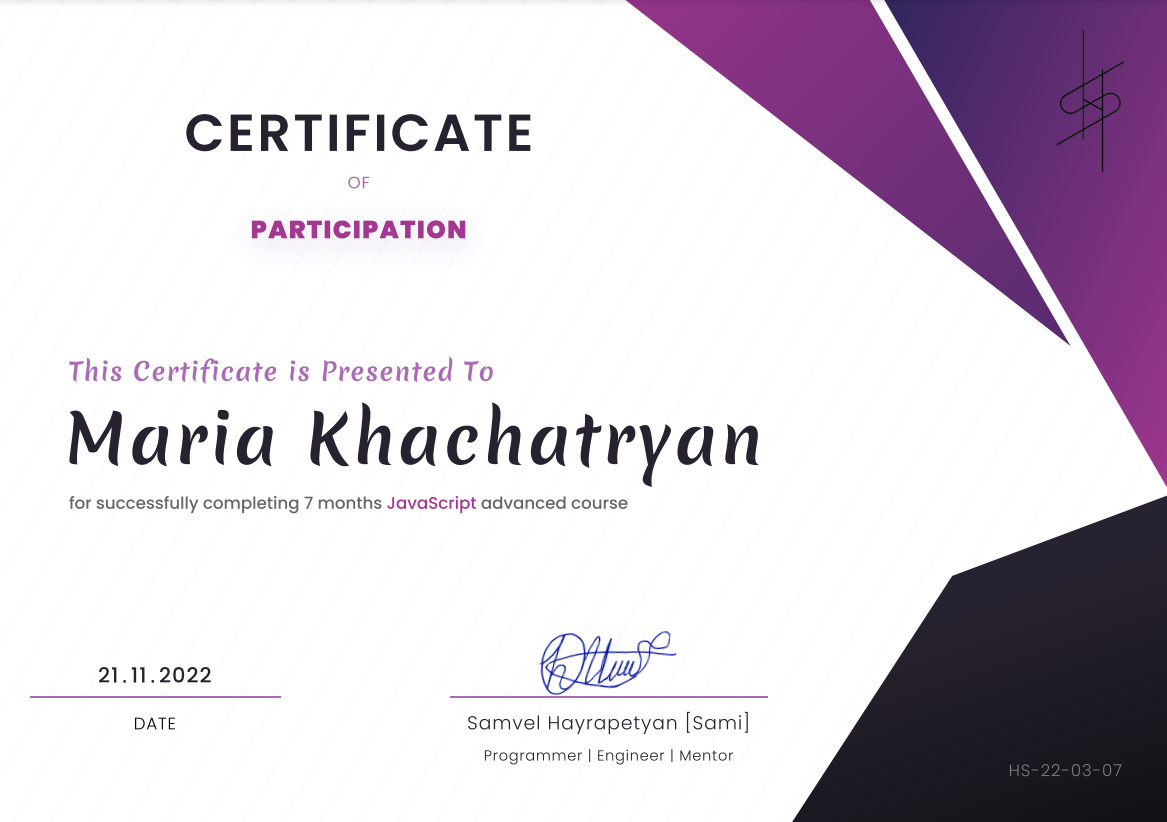 CERTIFICATE
OF
PARTICIPATION
This Certificate is Presented To
Maria Khachatryan
for successfully completing 7 months JavaScript advanced course
21.11.2022
DATE
Samvel Hayrapetyan [Sami]
Programmer | Engineer | Mentor
HS-22-03-07